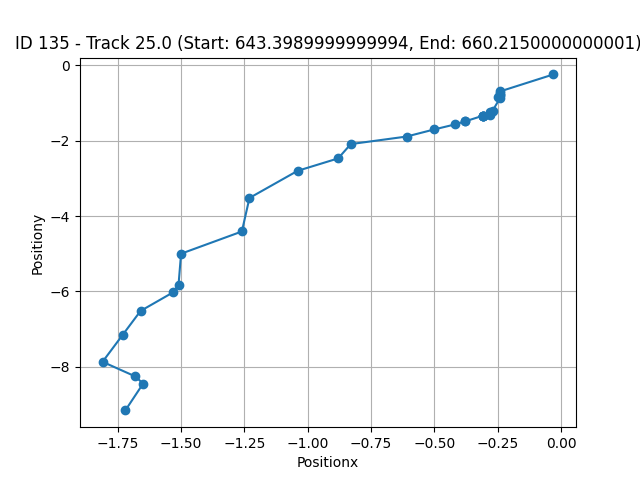 ID 135 - Track 25.0 (Start: 643.3989999999994, End: 660.2150000000001)
0
−2
−4
−6
−8
Positiony
−1.75 −1.50 −1.25 −1.00 −0.75 −0.50 −0.25 0.00
Positionx